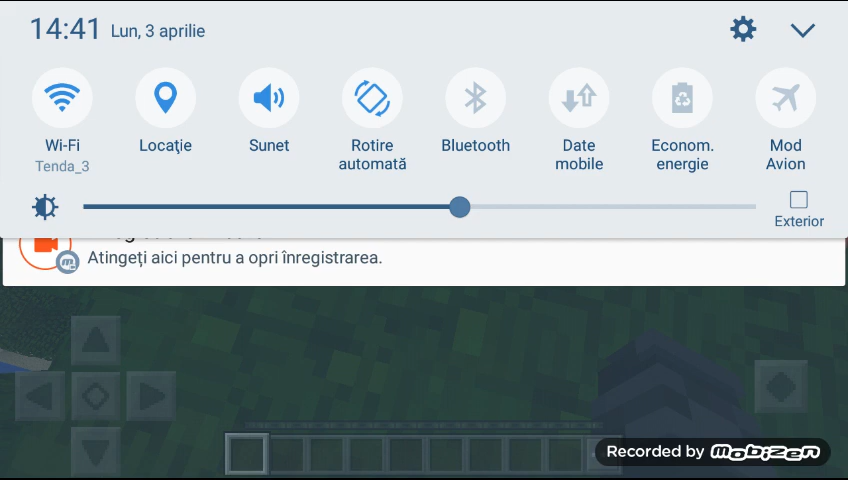 14:41 Lun, 3 aprilie
Wi-Fi
Tenda_3
Locaţie
Sunet
Rotire
automată
Bluetooth
Date
mobile
Econom.
energie
Mod
Avion
Exterior
Atingeți aici pentru a opri înregistrarea.
Recorded by Mobizen